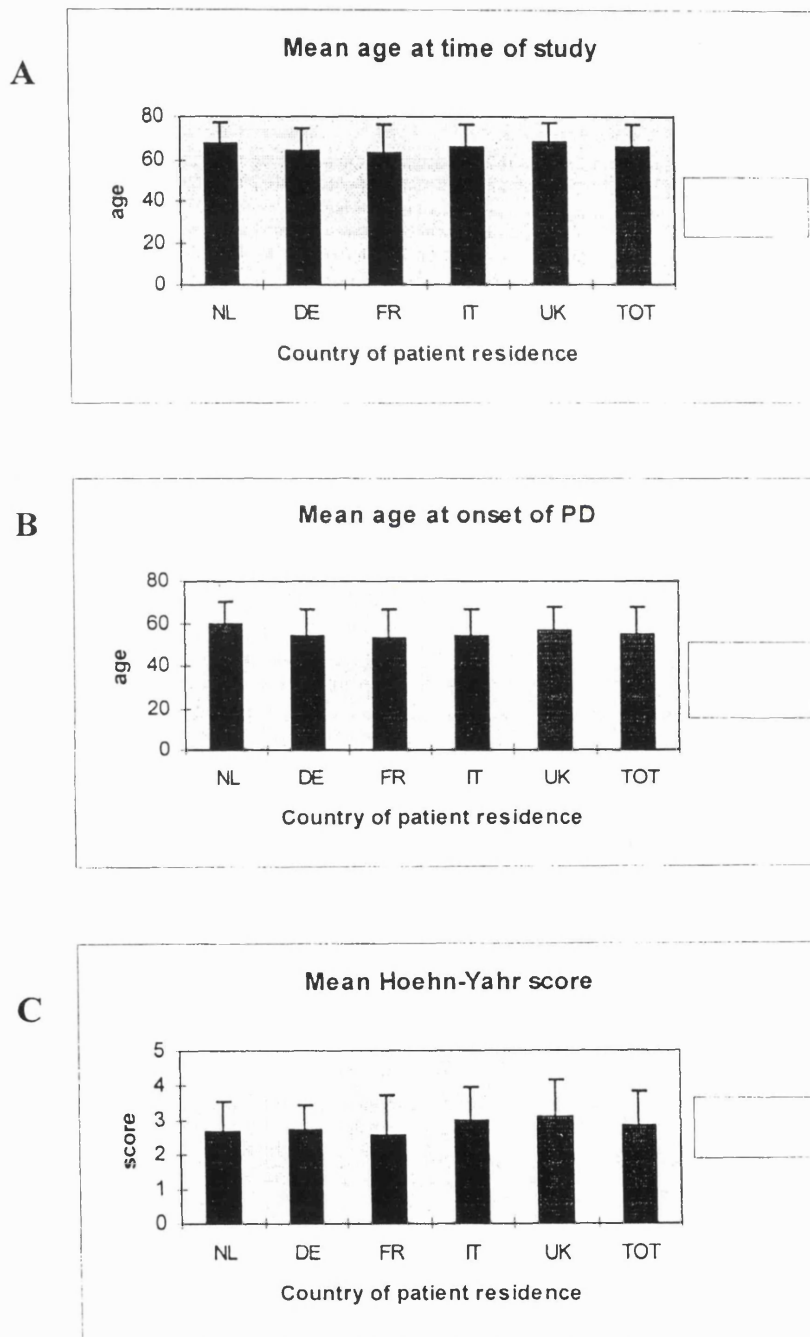 A
Mean age at time of study
80
60
40
20
0
age
NL DE FR IT UK TOT
Country of patient residence
B
Mean age at onset of PD
80
60
40
20
0
age
NL DE FR IT UK TOT
Country of patient residence
C
Mean Hoehn-Yahr score
5
4
3
2
1
0
score
NL DE FR IT UK TOT
Country of patient residence